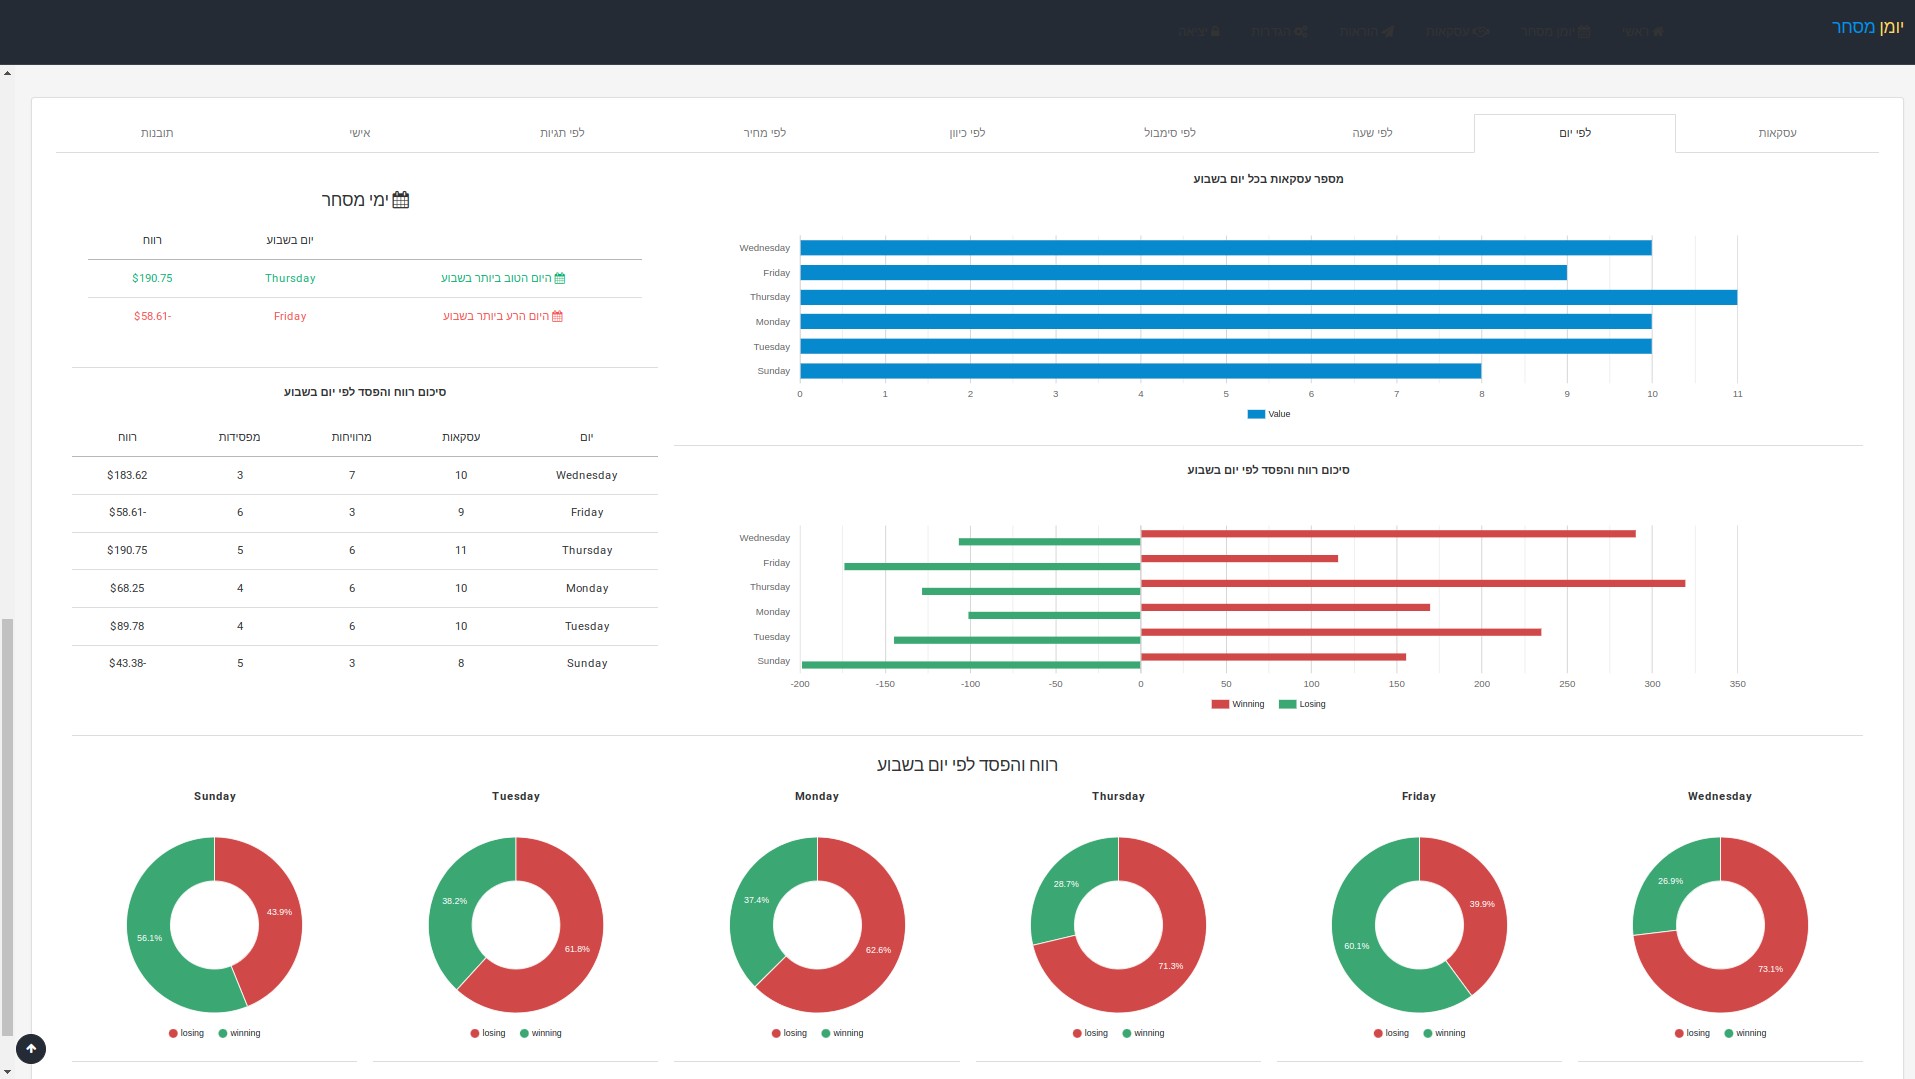 יומן מסחר
ראשי
יומן מסחר
עסקאות
הוראות
הגדרות
יציאה
עסקאות
לפי יום
לפי שעה
לפי סימבול
לפי כיוון
לפי מחיר
לפי תגיות
אישי
תובנות
מספר עסקאות בכל יום בשבוע
Wednesday
Friday
Thursday
Monday
Tuesday
Sunday
0 1 2 3 4 5 6 7 8 9 10 11
Value
סיכום רווח והפסד לפי יום בשבוע
Wednesday
Friday
Thursday
Monday
Tuesday
Sunday
-200 -150 -100 -50 0 50 100 150 200 250 300 350
Winning Losing
ימי מסחר
יום בשבוע רווח
היום הטוב ביותר בשבוע Thursday $190.75
היום הרע ביותר בשבוע Friday $58.61-
סיכום רווח והפסד לפי יום בשבוע
יום עסקאות מרוויחות מפסידות רווח
Wednesday 10 7 3 $183.62
Friday 9 3 6 $58.61-
Thursday 11 6 5 $190.75
Monday 10 6 4 $68.25
Tuesday 10 6 4 $89.78
Sunday 8 3 5 $43.38-
רווח והפסד לפי יום בשבוע
Wednesday
26.9%
73.1%
losing winning
Friday
39.9%
60.1%
losing winning
Thursday
28.7%
71.3%
losing winning
Monday
37.4%
62.6%
losing winning
Tuesday
38.2%
61.8%
losing winning
Sunday
43.9%
56.1%
losing winning